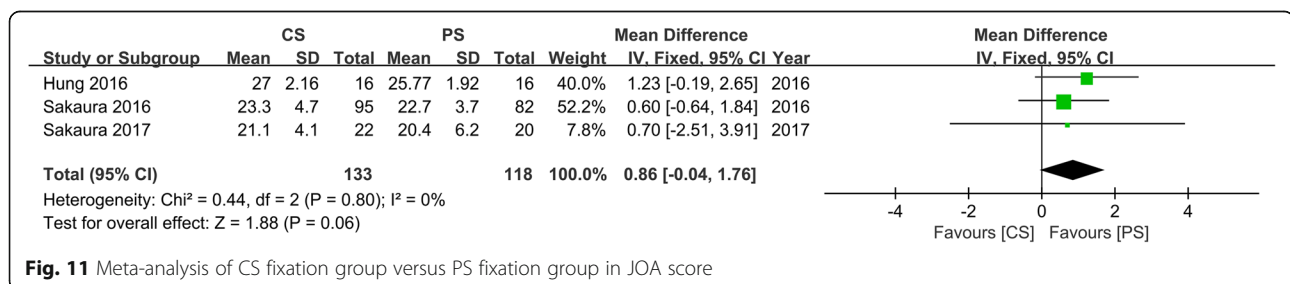 CS PS Mean Difference Mean Difference
Study or Subgroup Mean SD Total Mean SD Total Weight IV, Fixed, 95% CI Year IV, Fixed, 95% CI
Hung 2016 27 2.16 16 25.77 1.92 16 40.0% 1.23 [-0.19, 2.65] 2016
Sakaura 2016 23.3 4.7 95 22.7 3.7 82 52.2% 0.60 [-0.64, 1.84] 2016
Sakaura 2017 21.1 4.1 22 20.4 6.2 20 7.8% 0.70 [-2.51, 3.91] 2017
Total (95% CI) 133 118 100.0% 0.86 [-0.04, 1.76]
Heterogeneity: Chi² = 0.44, df = 2 (P = 0.80); I² = 0%
Test for overall effect: Z = 1.88 (P = 0.06)
-4 -2 0 2 4
Favours [CS] Favours [PS]
Fig. 11 Meta-analysis of CS fixation group versus PS fixation group in JOA score